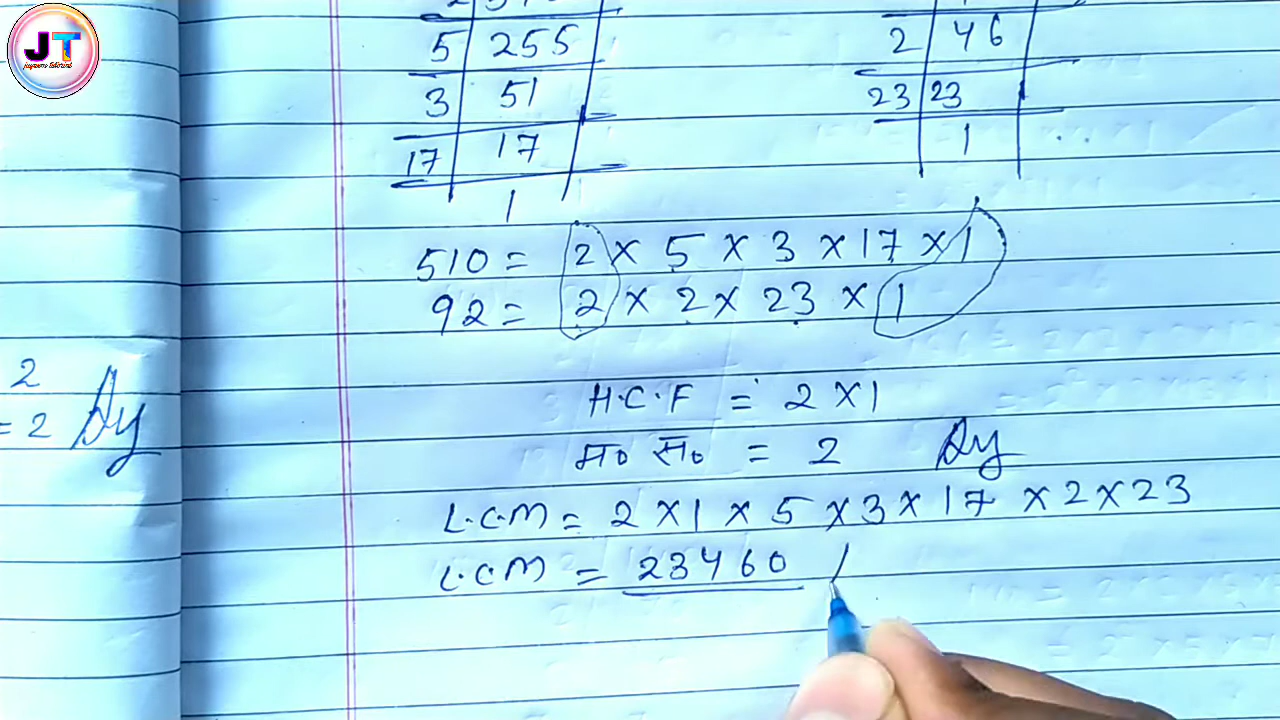 JT
5 255
3 51
17 17
1
2 46
23 23
1
510 = 2 × 5 × 3 × 17 × 1
92 = 2 × 2 × 23 × 1
2
= 2
H.C.F = 2 × 1
म० स० = 2
L.C.M = 2 × 1 × 5 × 3 × 17 × 2 × 23
L.C.M = 23460